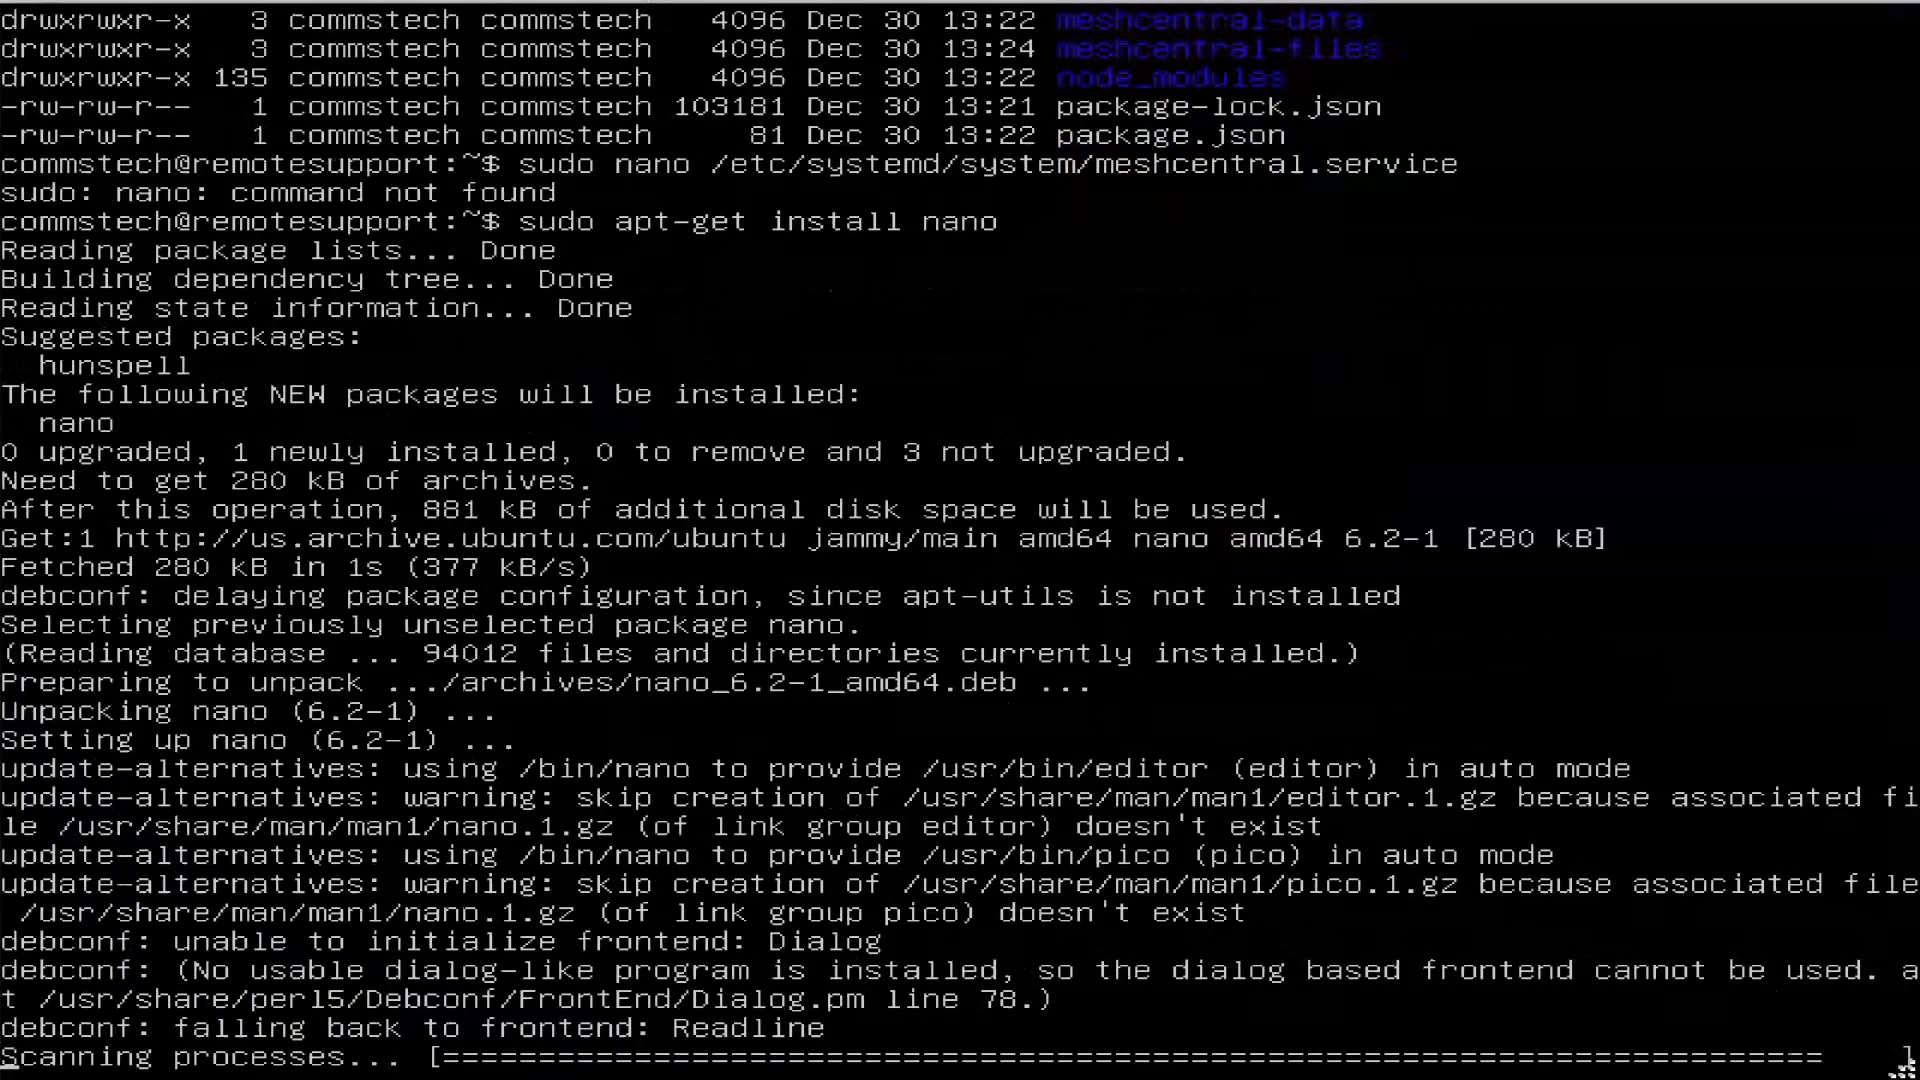 drwxrwxr-x   3 commstech commstech   4096 Dec 30 13:22 meshcentral-data
drwxrwxr-x   3 commstech commstech   4096 Dec 30 13:24 meshcentral-files
drwxrwxr-x 135 commstech commstech   4096 Dec 30 13:22 node_modules
-rw-rw-r--   1 commstech commstech 103181 Dec 30 13:21 package-lock.json
-rw-rw-r--   1 commstech commstech     81 Dec 30 13:22 package.json
commstech@remotesupport:~$ sudo nano /etc/systemd/system/meshcentral.service
sudo: nano: command not found
commstech@remotesupport:~$ sudo apt-get install nano
Reading package lists... Done
Building dependency tree... Done
Reading state information... Done
Suggested packages:
  hunspell
The following NEW packages will be installed:
  nano
0 upgraded, 1 newly installed, 0 to remove and 3 not upgraded.
Need to get 280 kB of archives.
After this operation, 881 kB of additional disk space will be used.
Get:1 http://us.archive.ubuntu.com/ubuntu jammy/main amd64 nano amd64 6.2-1 [280 kB]
Fetched 280 kB in 1s (377 kB/s)
debconf: delaying package configuration, since apt-utils is not installed
Selecting previously unselected package nano.
(Reading database ... 94012 files and directories currently installed.)
Preparing to unpack .../archives/nano_6.2-1_amd64.deb ...
Unpacking nano (6.2-1) ...
Setting up nano (6.2-1) ...
update-alternatives: using /bin/nano to provide /usr/bin/editor (editor) in auto mode
update-alternatives: warning: skip creation of /usr/share/man/man1/editor.1.gz because associated fi
le /usr/share/man/man1/nano.1.gz (of link group editor) doesn't exist
update-alternatives: using /bin/nano to provide /usr/bin/pico (pico) in auto mode
update-alternatives: warning: skip creation of /usr/share/man/man1/pico.1.gz because associated file
 /usr/share/man/man1/nano.1.gz (of link group pico) doesn't exist
debconf: unable to initialize frontend: Dialog
debconf: (No usable dialog-like program is installed, so the dialog based frontend cannot be used. a
t /usr/share/perl5/Debconf/FrontEnd/Dialog.pm line 78.)
debconf: falling back to frontend: Readline
Scanning processes... [========================================================================    ]